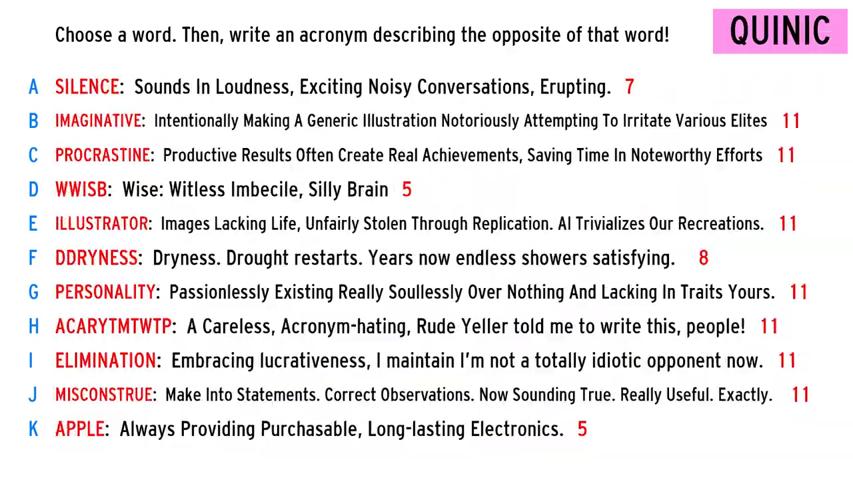 Choose a word. Then, write an acronym describing the opposite of that word!
QUINIC
A SILENCE: Sounds In Loudness, Exciting Noisy Conversations, Erupting. 7
B IMAGINATIVE: Intentionally Making A Generic Illustration Notoriously Attempting To Irritate Various Elites 11
C PROCRASTINE: Productive Results Often Create Real Achievements, Saving Time In Noteworthy Efforts 11
D WWISB: Wise: Witless Imbecile, Silly Brain 5
E ILLUSTRATOR: Images Lacking Life, Unfairly Stolen Through Replication. AI Trivializes Our Recreations. 11
F DDRYNESS: Dryness. Drought restarts. Years now endless showers satisfying. 8
G PERSONALITY: Passionlessly Existing Really Soullessly Over Nothing And Lacking In Traits Yours. 11
H ACARYTMTWTP: A Careless, Acronym-hating, Rude Yeller told me to write this, people! 11
I ELIMINATION: Embracing lucrativeness, I maintain I'm not a totally idiotic opponent now. 11
J MISCONSTRUE: Make Into Statements. Correct Observations. Now Sounding True. Really Useful. Exactly. 11
K APPLE: Always Providing Purchasable, Long-lasting Electronics. 5